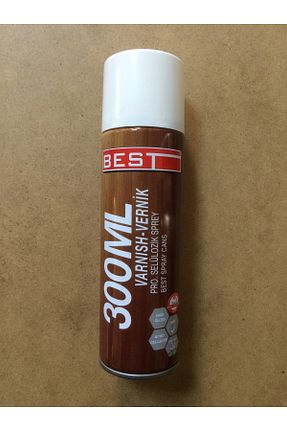 BEST
300ML
VARNISH-VERNİK
PRO. SELÜLOZİK SPREY
BEST SPRAY CANS